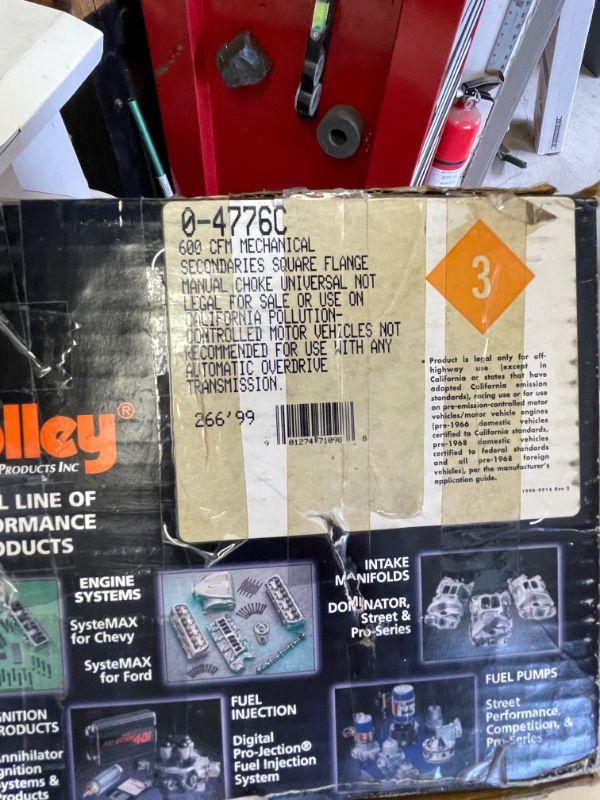 0-4776C
600 CFM MECHANICAL
SECONDARIES SQUARE FLANGE
MANUAL CHOKE UNIVERSAL NOT
LEGAL FOR SALE OR USE ON
CALIFORNIA POLLUTION-
CONTROLLED MOTOR VEHICLES NOT
RECOMMENDED FOR USE WITH ANY
AUTOMATIC OVERDRIVE
TRANSMISSION.
266'99
9 01274 71098 8
3
• Product is legal only for off-
highway use (except in
California or states that have
adopted California emission
standards), racing use or for use
on pre-emission-controlled motor
vehicles/motor vehicle engines
(pre-1966 domestic vehicles
certified to California standards,
pre-1968 domestic vehicles
certified to federal standards
and all pre-1968 foreign
vehicles), per the manufacturer's
application guide.
olley®
PRODUCTS INC
L LINE OF
ORMANCE
ODUCTS
ENGINE
SYSTEMS
SysteMAX
for Chevy
SysteMAX
for Ford
INTAKE
MANIFOLDS
DOMINATOR,
Street &
Pro-Series
GNITION
RODUCTS
Annihilator
gnition
ystems &
Products
FUEL
INJECTION
Digital
Pro-Jection®
Fuel Injection
System
FUEL PUMPS
Street
Performance,
Competition, &
Pro-Series